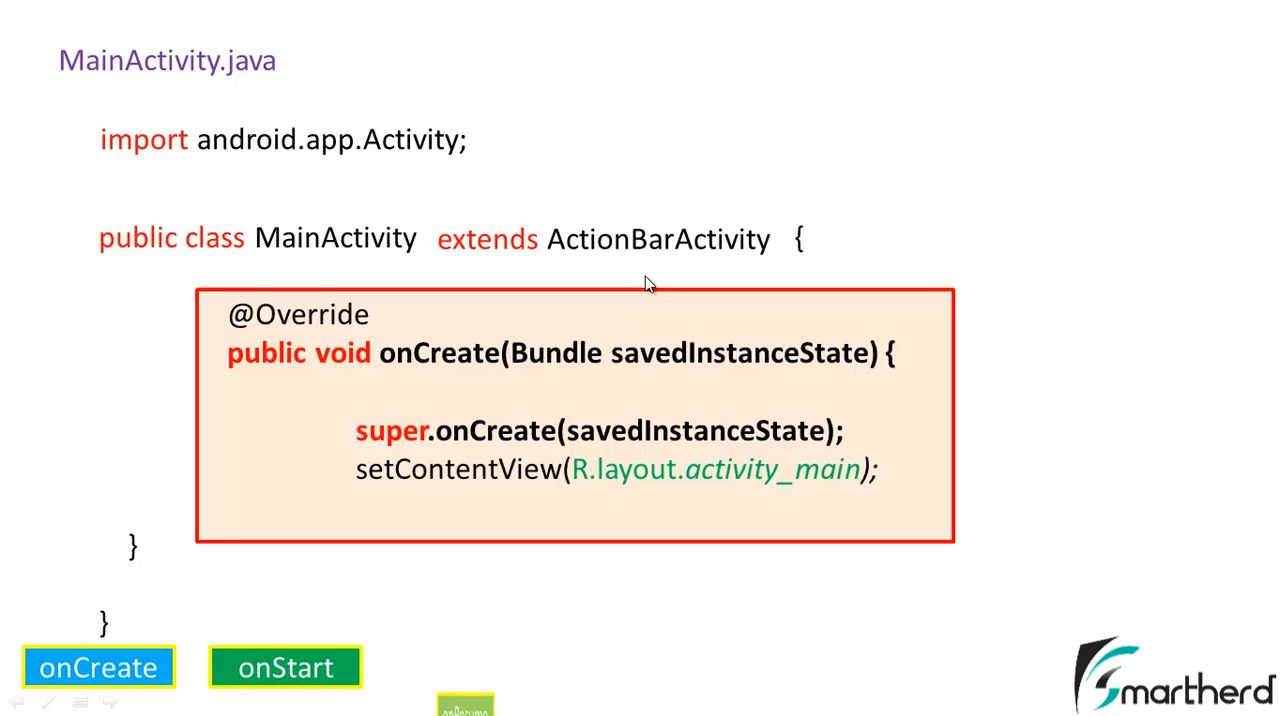 MainActivity.java
import android.app.Activity;
public class MainActivity extends ActionBarActivity {
@Override
public void onCreate(Bundle savedInstanceState) {
super.onCreate(savedInstanceState);
setContentView(R.layout.activity_main);
}
}
onCreate onStart
onResume
Smartherd